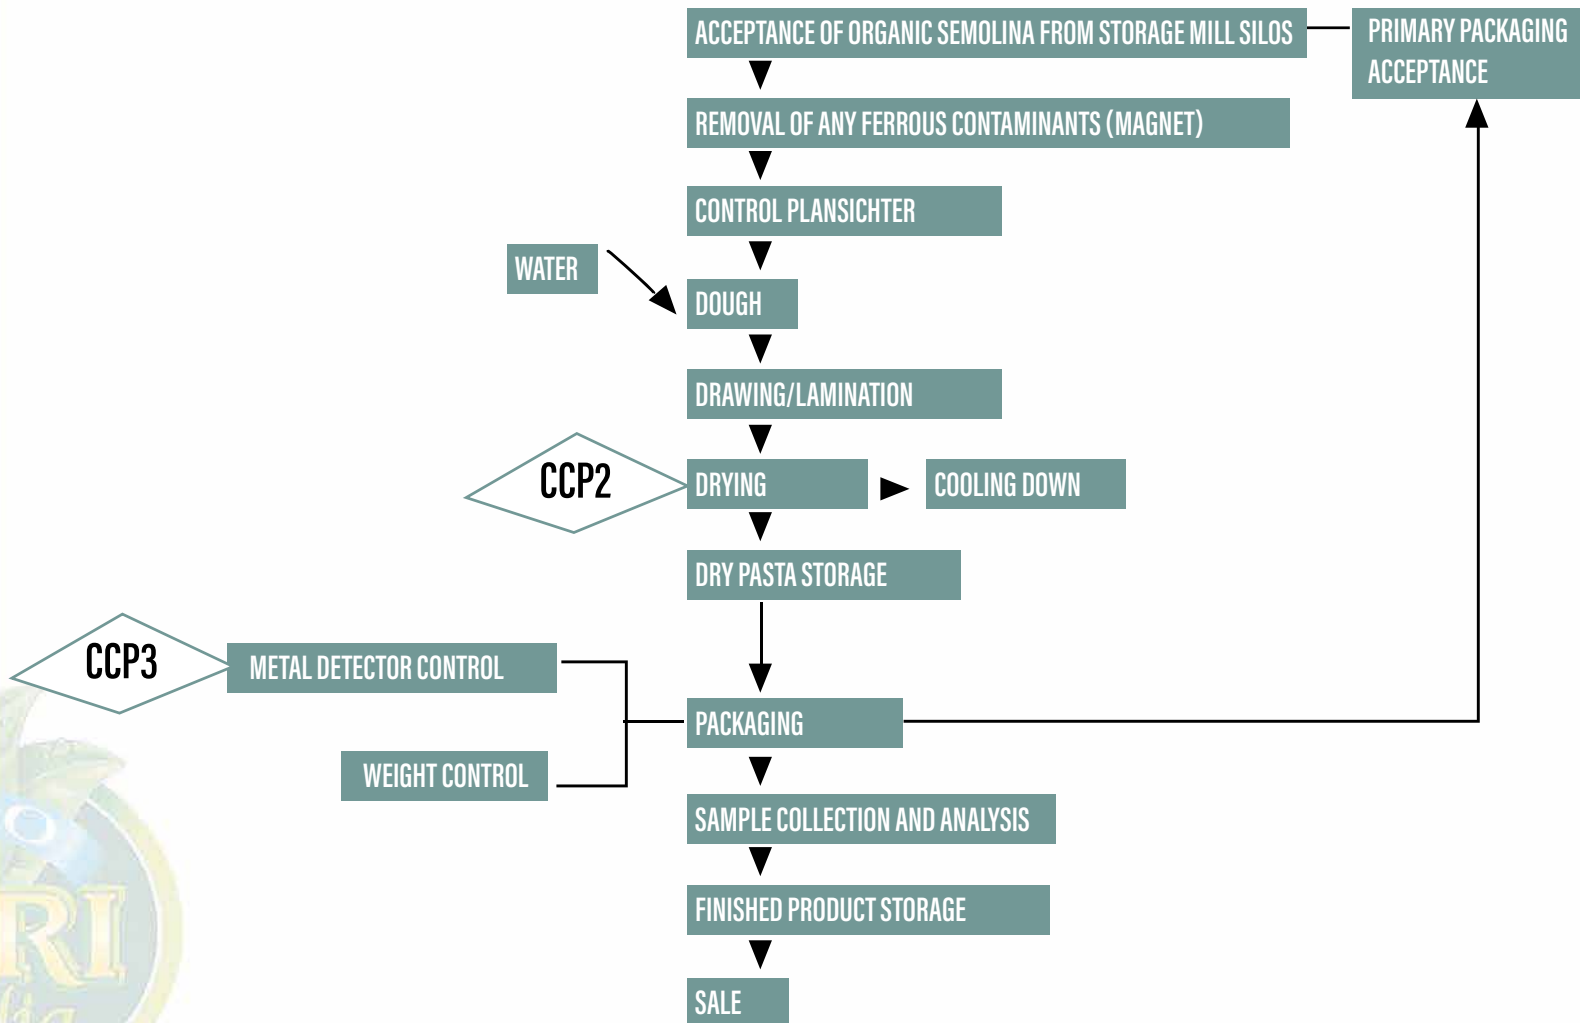 ACCEPTANCE OF ORGANIC SEMOLINA FROM STORAGE MILL SILOS
PRIMARY PACKAGING
ACCEPTANCE
REMOVAL OF ANY FERROUS CONTAMINANTS (MAGNET)
CONTROL PLANSICHTER
WATER
DOUGH
DRAWING/LAMINATION
CCP2
DRYING
COOLING DOWN
DRY PASTA STORAGE
CCP3
METAL DETECTOR CONTROL
PACKAGING
WEIGHT CONTROL
SAMPLE COLLECTION AND ANALYSIS
FINISHED PRODUCT STORAGE
SALE